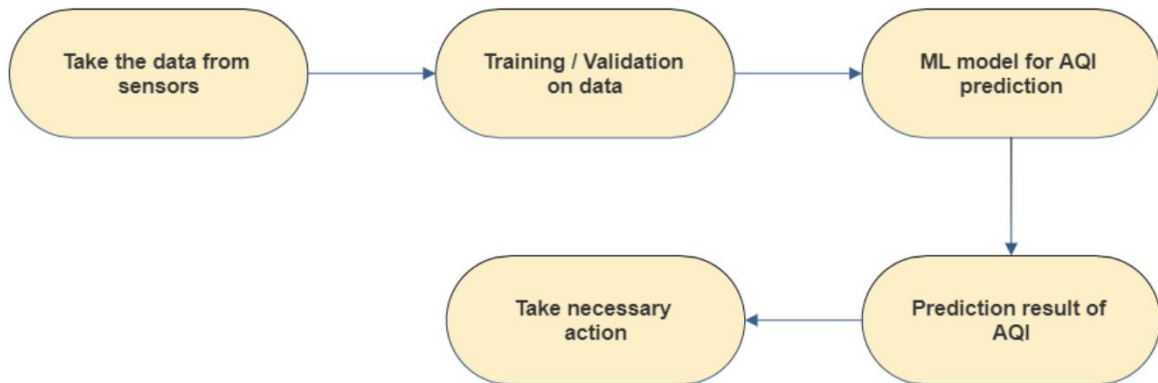 Take the data from
sensors
Training / Validation
on data
ML model for AQI
prediction
Prediction result of
AQI
Take necessary
action